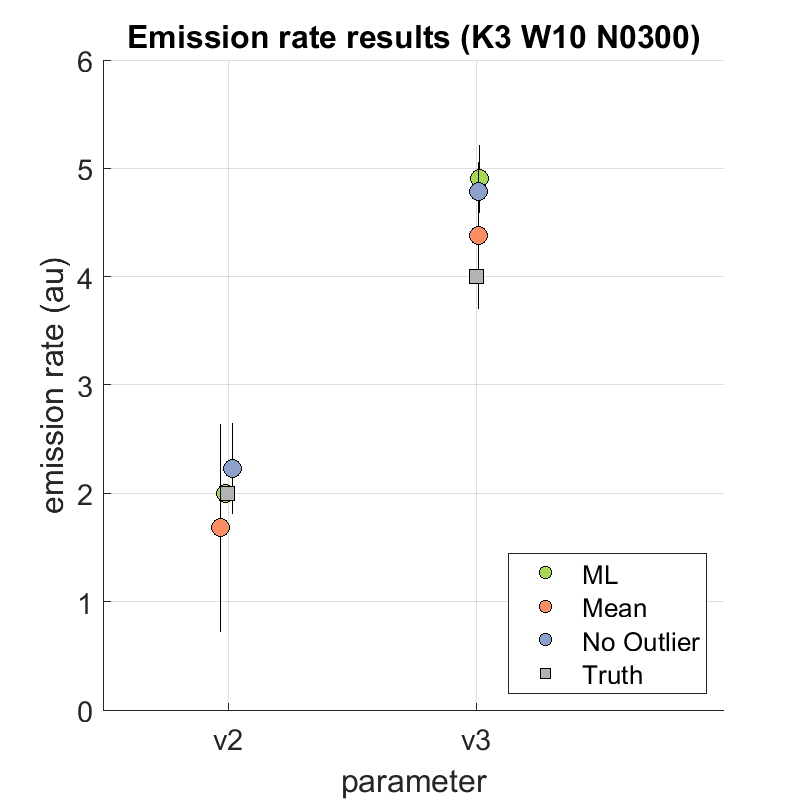 Emission rate results (K3 W10 N0300)
6
5
4
3
2
1
0
emission rate (au)
v2
v3
parameter
ML
Mean
No Outlier
Truth